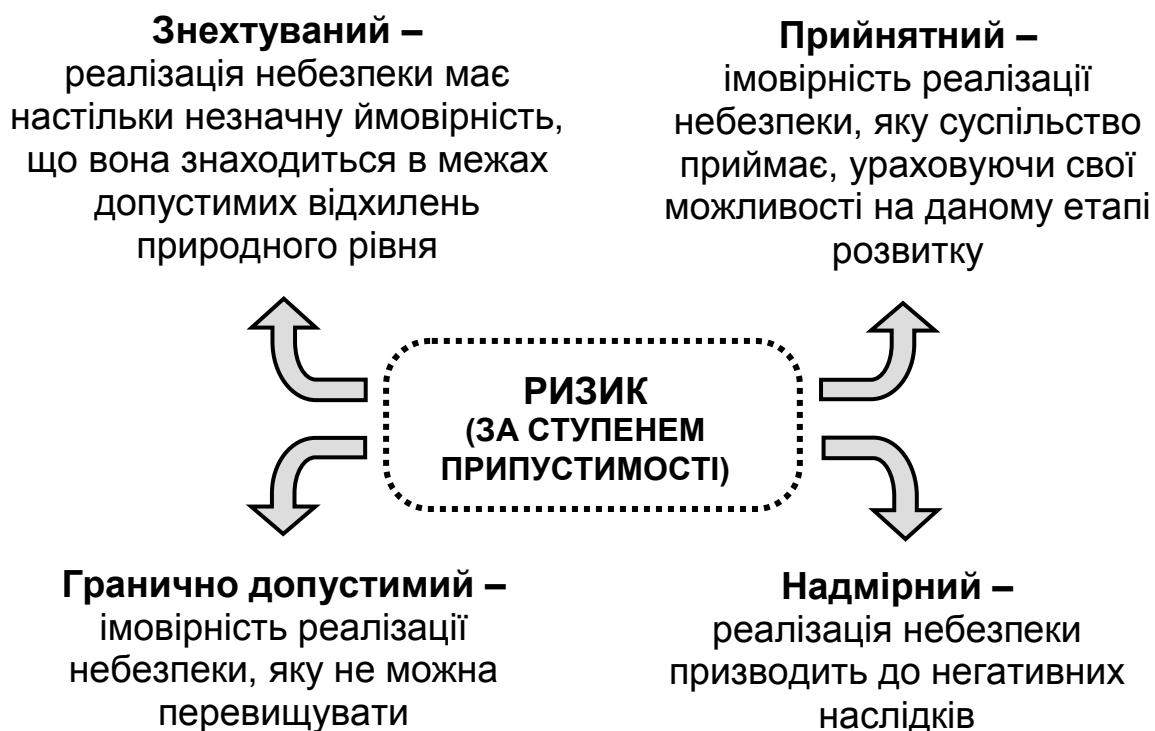 Знехтуваний –
реалізація небезпеки має
настільки незначну ймовірність,
що вона знаходиться в межах
допустимих відхилень
природного рівня
Прийнятний –
імовірність реалізації
небезпеки, яку суспільство
приймає, ураховуючи свої
можливості на даному етапі
розвитку
РИЗИК
(ЗА СТУПЕНЕМ
ПРИПУСТИМОСТІ)
Гранично допустимий –
імовірність реалізації
небезпеки, яку не можна
перевищувати
Надмірний –
реалізація небезпеки
призводить до негативних
наслідків